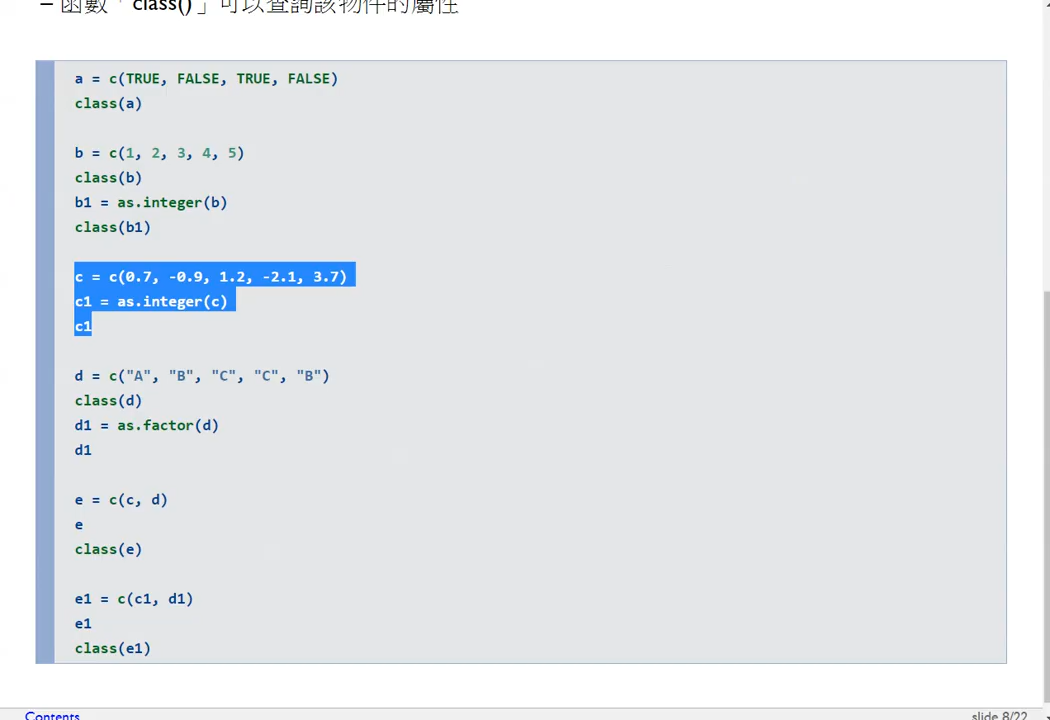 – 函數「class()」可以查詢該物件的屬性
a = c(TRUE, FALSE, TRUE, FALSE)
class(a)
b = c(1, 2, 3, 4, 5)
class(b)
b1 = as.integer(b)
class(b1)
c = c(0.7, -0.9, 1.2, -2.1, 3.7)
c1 = as.integer(c)
c1
d = c("A", "B", "C", "C", "B")
class(d)
d1 = as.factor(d)
d1
e = c(c, d)
e
class(e)
e1 = c(c1, d1)
e1
class(e1)
Contents
slide 8/22